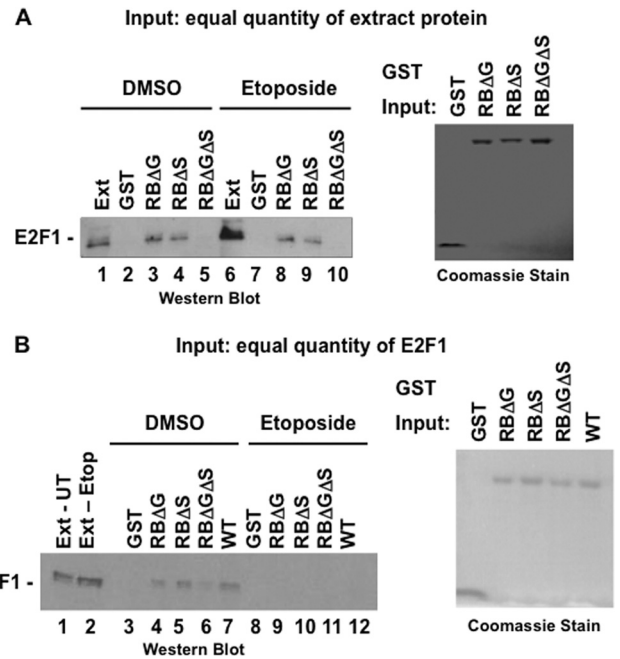 A
Input: equal quantity of extract protein
DMSO
Etoposide
Ext
GST
RBΔG
RBΔS
RBΔGΔS
Ext
GST
RBΔG
RBΔS
RBΔGΔS
E2F1 -
1 2 3 4 5 6 7 8 9 10
Western Blot
GST
Input:
GST
RBΔG
RBΔS
RBΔGΔS
Coomassie Stain
B
Input: equal quantity of E2F1
DMSO
Etoposide
Ext - UT
Ext – Etop
GST
RBΔG
RBΔS
RBΔGΔS
WT
GST
RBΔG
RBΔS
RBΔGΔS
WT
F1 -
1 2 3 4 5 6 7 8 9 10 11 12
Western Blot
GST
Input:
GST
RBΔG
RBΔS
RBΔGΔS
WT
Coomassie Stain